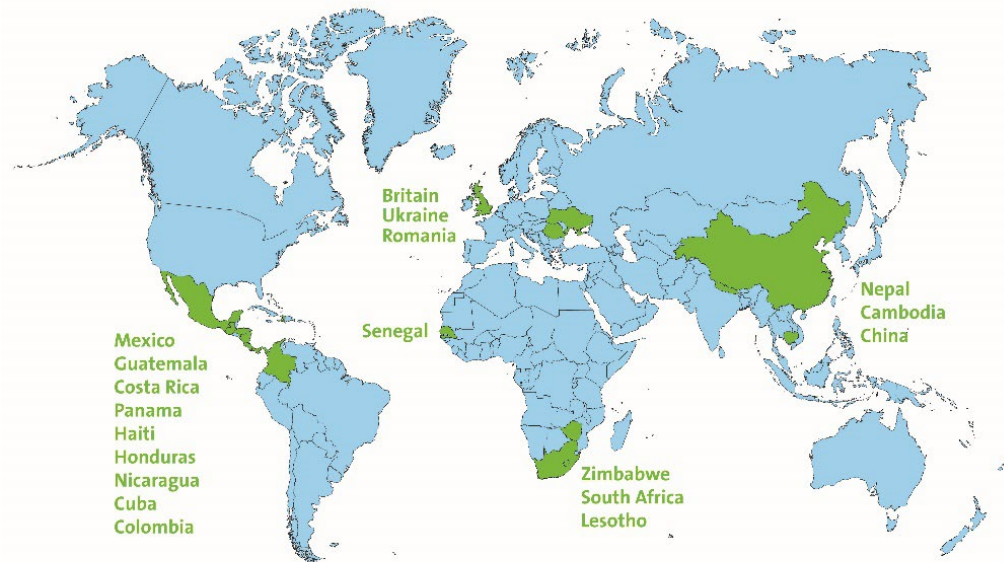 Britain
Ukraine
Romania
Senegal
Nepal
Cambodia
China
Mexico
Guatemala
Costa Rica
Panama
Haiti
Honduras
Nicaragua
Cuba
Colombia
Zimbabwe
South Africa
Lesotho